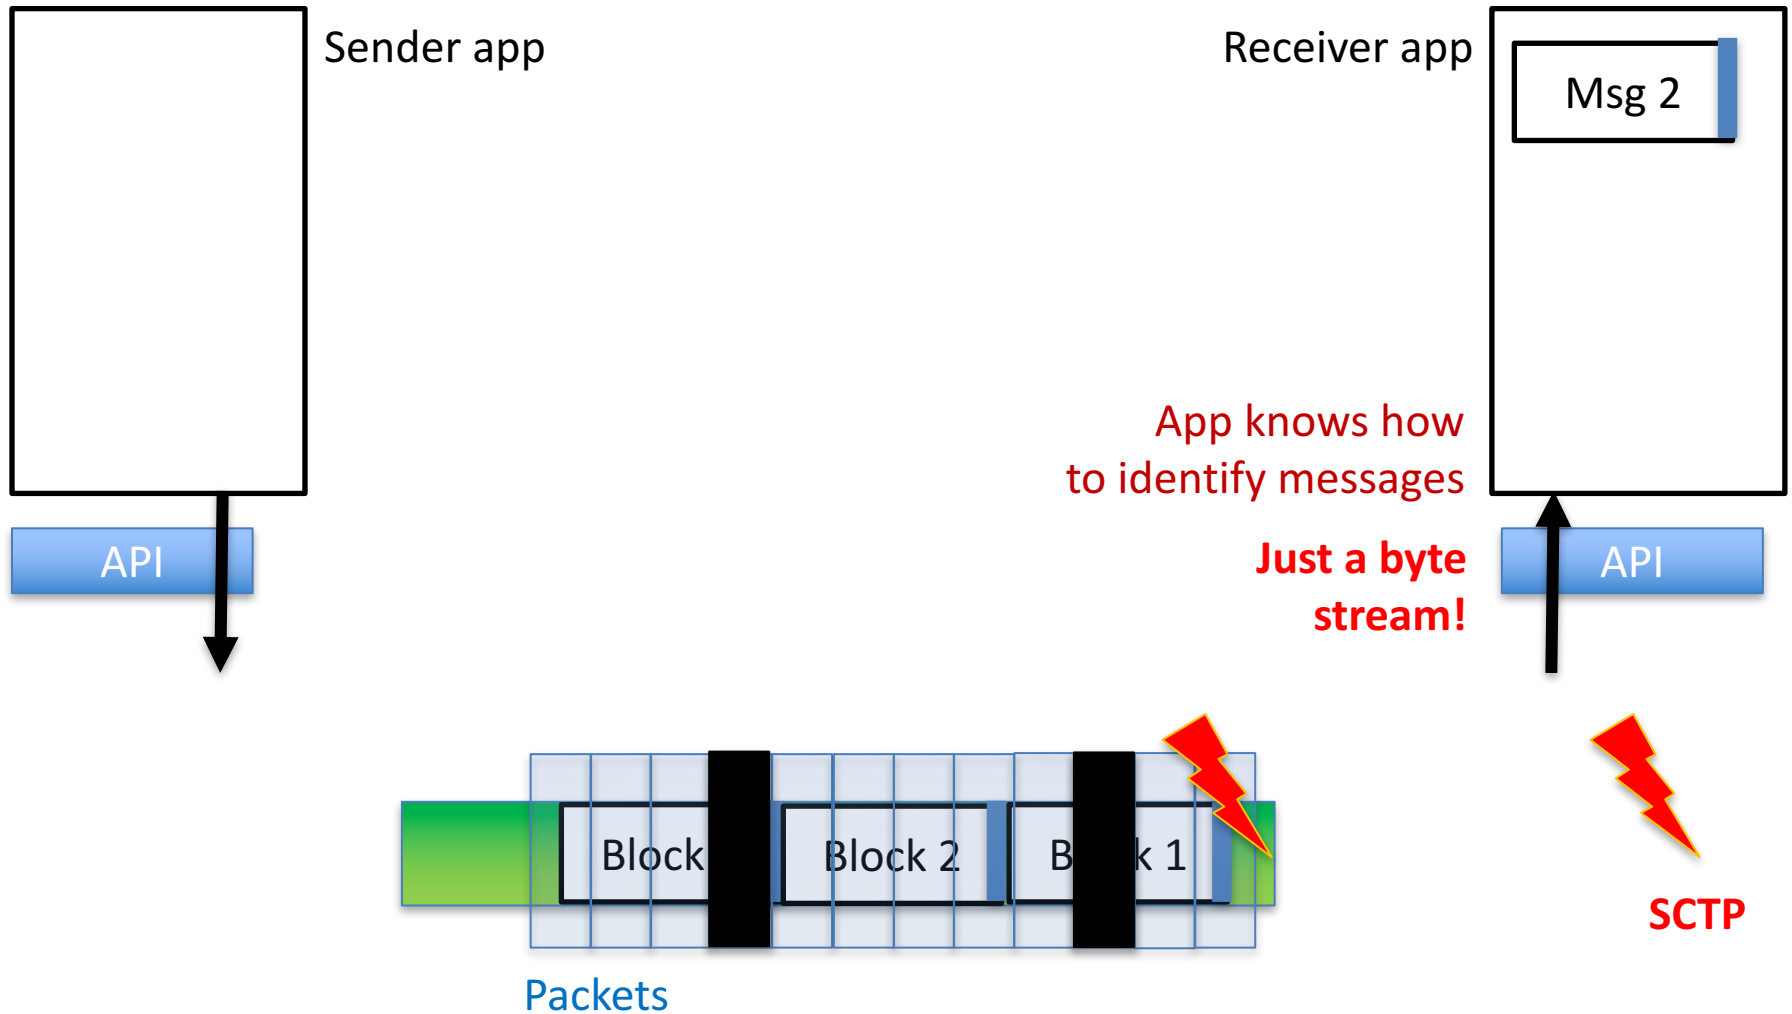 Sender app
Receiver app
Msg 2
App knows how
to identify messages
Just a byte
stream!
API
API
Block
Block 2
B k 1
SCTP
Packets